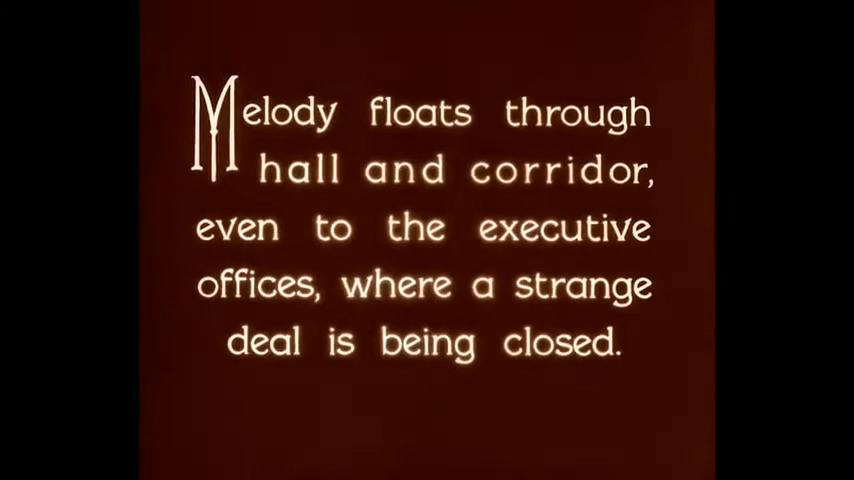 Melody floats through
hall and corridor,
even to the executive
offices, where a strange
deal is being closed.